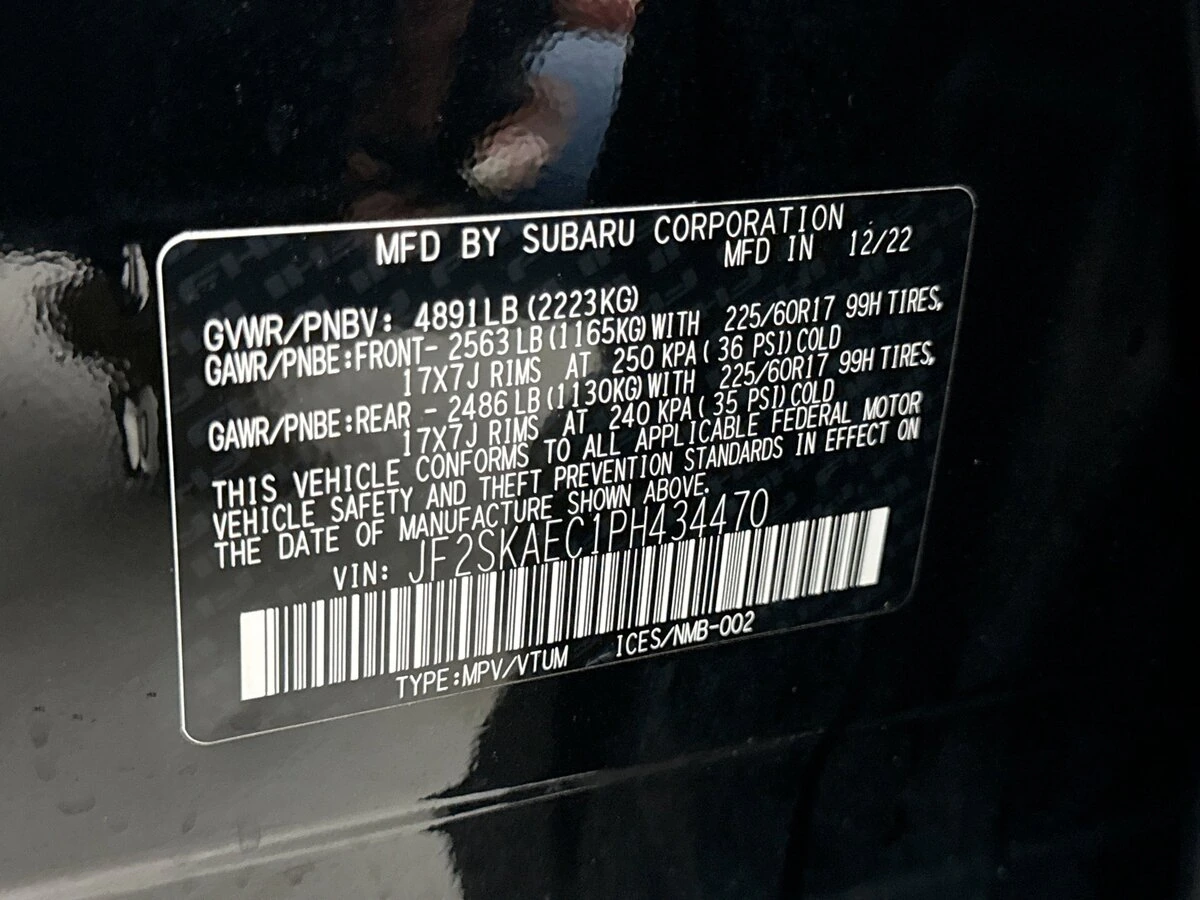 MFD BY SUBARU CORPORATION
MFD IN 12/22
GVWR/PNBV: 4891LB (2223KG)
GAWR/PNBE:FRONT- 2563 LB (1165KG) WITH 225/60R17 99H TIRES,
17X7J RIMS AT 250 KPA ( 36 PSI) COLD
GAWR/PNBE:REAR - 2486 LB (1130KG) WITH 225/60R17 99H TIRES,
17X7J RIMS AT 240 KPA ( 35 PSI) COLD
THIS VEHICLE CONFORMS TO ALL APPLICABLE FEDERAL MOTOR
VEHICLE SAFETY AND THEFT PREVENTION STANDARDS IN EFFECT ON
THE DATE OF MANUFACTURE SHOWN ABOVE.
VIN: JF2SKAEC1PH434470
TYPE:MPV/VTUM ICES/NMB-002